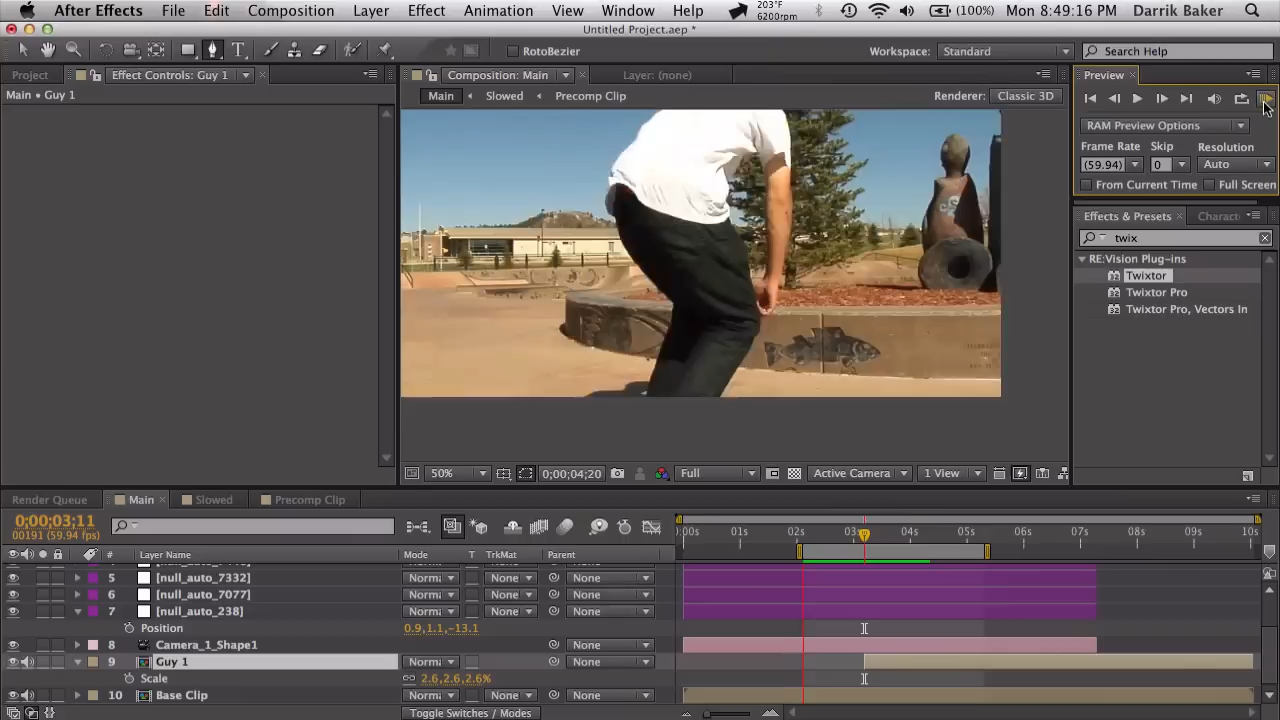 After Effects File Edit Composition Layer Effect Animation View Window Help 203°F 6200rpm (100%) Mon 8:49:16 PM Darrik Baker
Untitled Project.aep *
RotoBezier Workspace: Standard Search Help
Project Effect Controls: Guy 1 Composition: Main Layer: (none) Preview
Main • Guy 1 Main Slowed Precomp Clip Renderer: Classic 3D
RAM Preview Options
Frame Rate Skip Resolution
(59.94) 0 Auto
From Current Time Full Screen
Effects & Presets Charact
twix
RE:Vision Plug-ins
Twixtor
Twixtor Pro
Twixtor Pro, Vectors In
50% 0;00;04;20 Full Active Camera 1 View
Render Queue Main Slowed Precomp Clip
0;00;03;11
00191 (59.94 fps)
:00s 01s 02s 03s 04s 05s 06s 07s 08s 09s 10s
# Layer Name Mode T TrkMat Parent
5 [null_auto_7332] Norma None None
6 [null_auto_7077] Norma None None
7 [null_auto_238] Norma None None
Position 0.9,1.1,-13.1
8 Camera_1_Shape1 None
9 Guy 1 Norma None
Scale 2.6,2.6%
10 Base Clip Norma None None
Toggle Switches / Modes